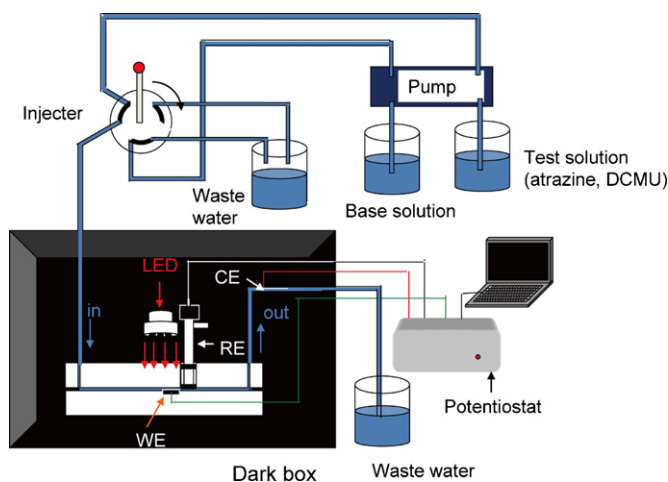 Pump
Injecter
Test solution
(atrazine, DCMU)
Waste
water
Base solution
LED
CE
in
out
RE
Potentiostat
WE
Waste water
Dark box